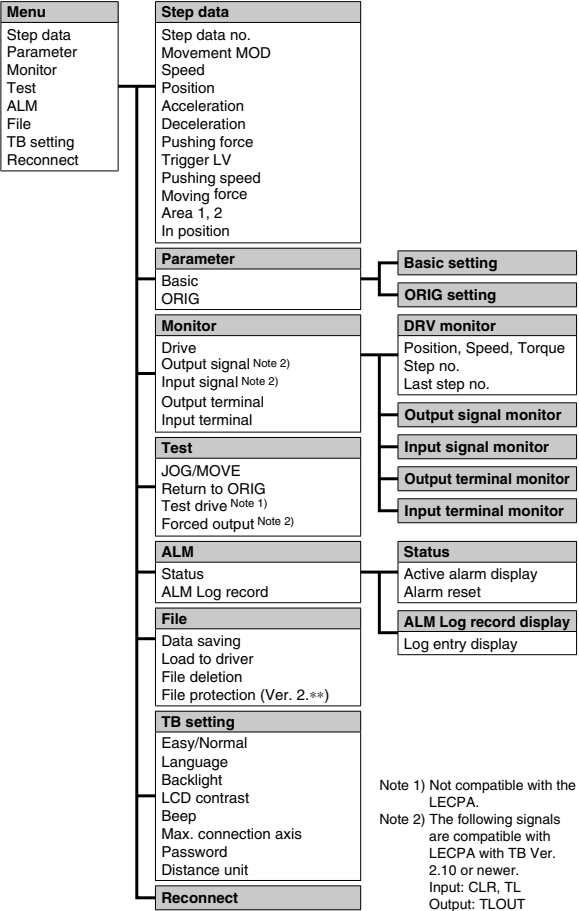 Menu
Step data
Parameter
Monitor
Test
ALM
File
TB setting
Reconnect
Step data
Step data no.
Movement MOD
Speed
Position
Acceleration
Deceleration
Pushing force
Trigger LV
Pushing speed
Moving force
Area 1, 2
In position
Parameter
Basic
ORIG
Basic setting
ORIG setting
Monitor
Drive
Output signal Note 2)
Input signal Note 2)
Output terminal
Input terminal
DRV monitor
Position, Speed, Torque
Step no.
Last step no.
Output signal monitor
Input signal monitor
Output terminal monitor
Input terminal monitor
Test
JOG/MOVE
Return to ORIG
Test drive Note 1)
Forced output Note 2)
ALM
Status
ALM Log record
Status
Active alarm display
Alarm reset
ALM Log record display
Log entry display
File
Data saving
Load to driver
File deletion
File protection (Ver. 2.**)
TB setting
Easy/Normal
Language
Backlight
LCD contrast
Beep
Max. connection axis
Password
Distance unit
Reconnect
Note 1) Not compatible with the
LECPA.
Note 2) The following signals
are compatible with
LECPA with TB Ver.
2.10 or newer.
Input: CLR, TL
Output: TLOUT